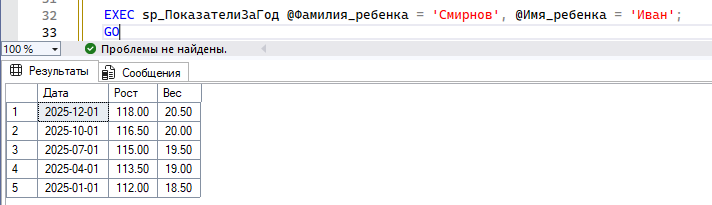 31
32 EXEC sp_ПоказателиЗаГод @Фамилия_ребенка = 'Смирнов', @Имя_ребенка = 'Иван';
33 GO
100 % Проблемы не найдены.
Результаты Сообщения
Дата Рост Вес
1 2025-12-01 118.00 20.50
2 2025-10-01 116.50 20.00
3 2025-07-01 115.00 19.50
4 2025-04-01 113.50 19.00
5 2025-01-01 112.00 18.50